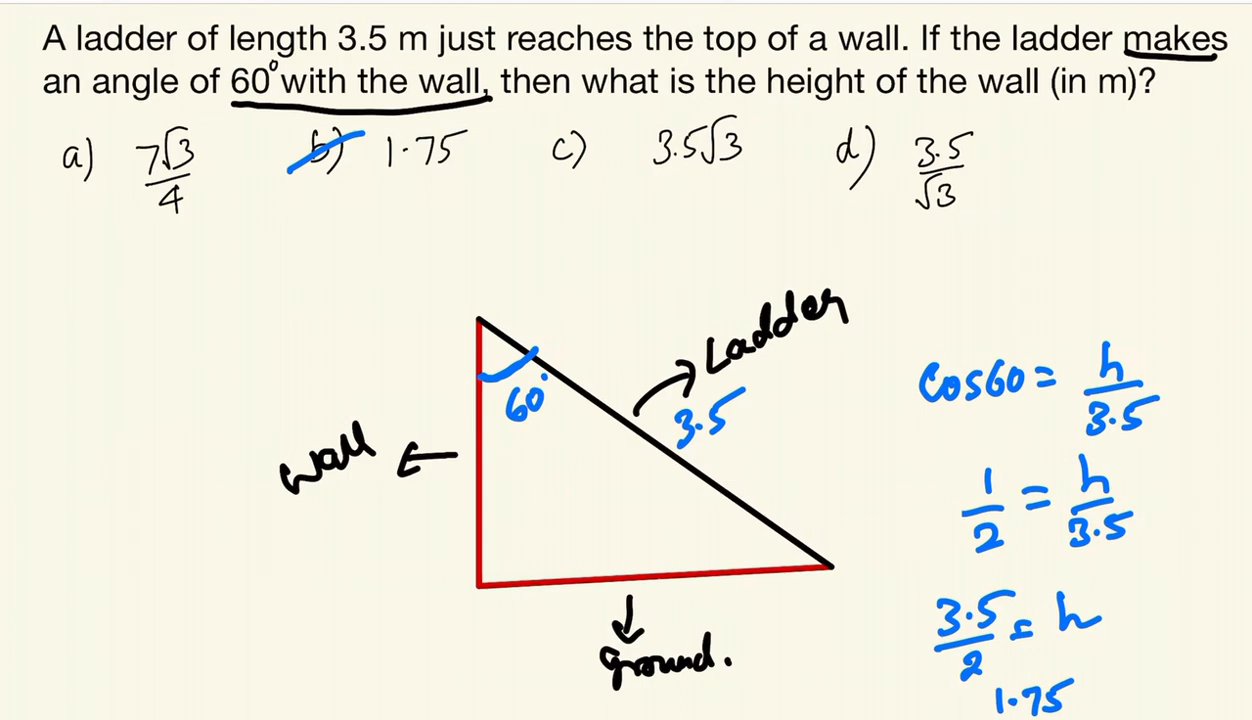 A ladder of length 3.5 m just reaches the top of a wall. If the ladder makes
an angle of 60° with the wall, then what is the height of the wall (in m)?
a) 7√3/4 b) 1.75 c) 3.5√3 d) 3.5/√3
Ladder
60°
3.5
wall
ground.
cos60 = h/3.5
1/2 = h/3.5
3.5/2 = h
1.75